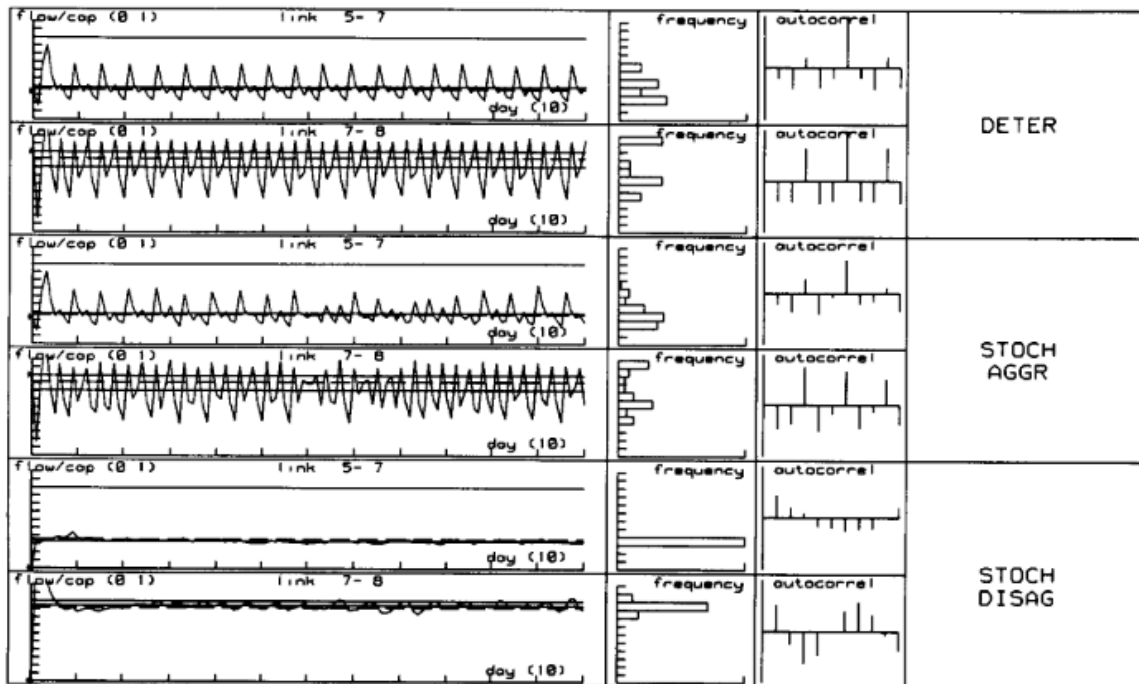 flow/cap (0 1) link 5- 7 frequency autocorrel
day (10)
flow/cap (0 1) link 7- 8 frequency autocorrel
day (10)
DETER
flow/cap (0 1) link 5- 7 frequency autocorrel
day (10)
flow/cap (0 1) link 7- 8 frequency autocorrel
day (10)
STOCH
AGGR
flow/cap (0 1) link 5- 7 frequency autocorrel
day (10)
flow/cap (0 1) link 7- 8 frequency autocorrel
day (10)
STOCH
DISAG